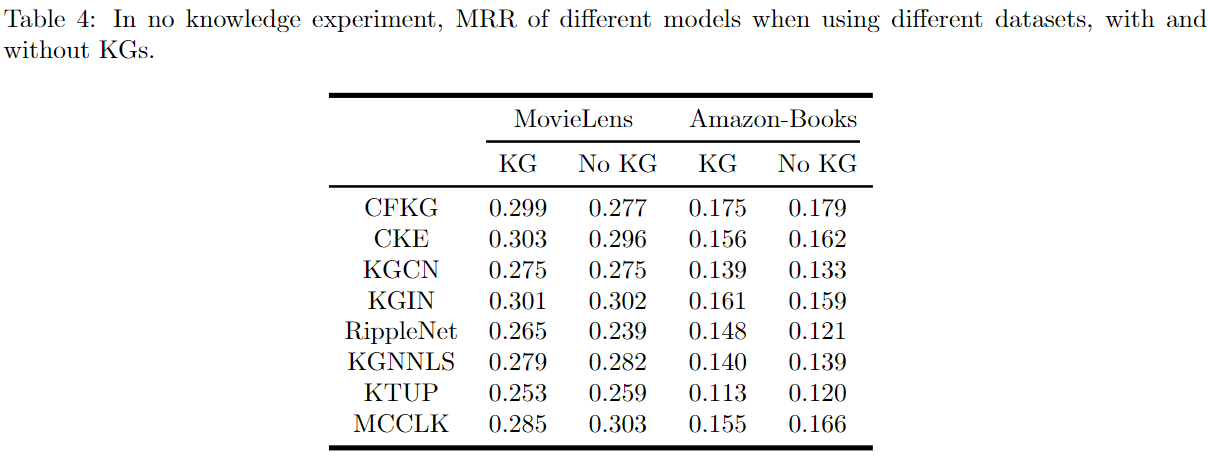 Table 4: In no knowledge experiment, MRR of different models when using different datasets, with and
without KGs.
MovieLens Amazon-Books
KG No KG KG No KG
CFKG 0.299 0.277 0.175 0.179
CKE 0.303 0.296 0.156 0.162
KGCN 0.275 0.275 0.139 0.133
KGIN 0.301 0.302 0.161 0.159
RippleNet 0.265 0.239 0.148 0.121
KGNNLS 0.279 0.282 0.140 0.139
KTUP 0.253 0.259 0.113 0.120
MCCLK 0.285 0.303 0.155 0.166